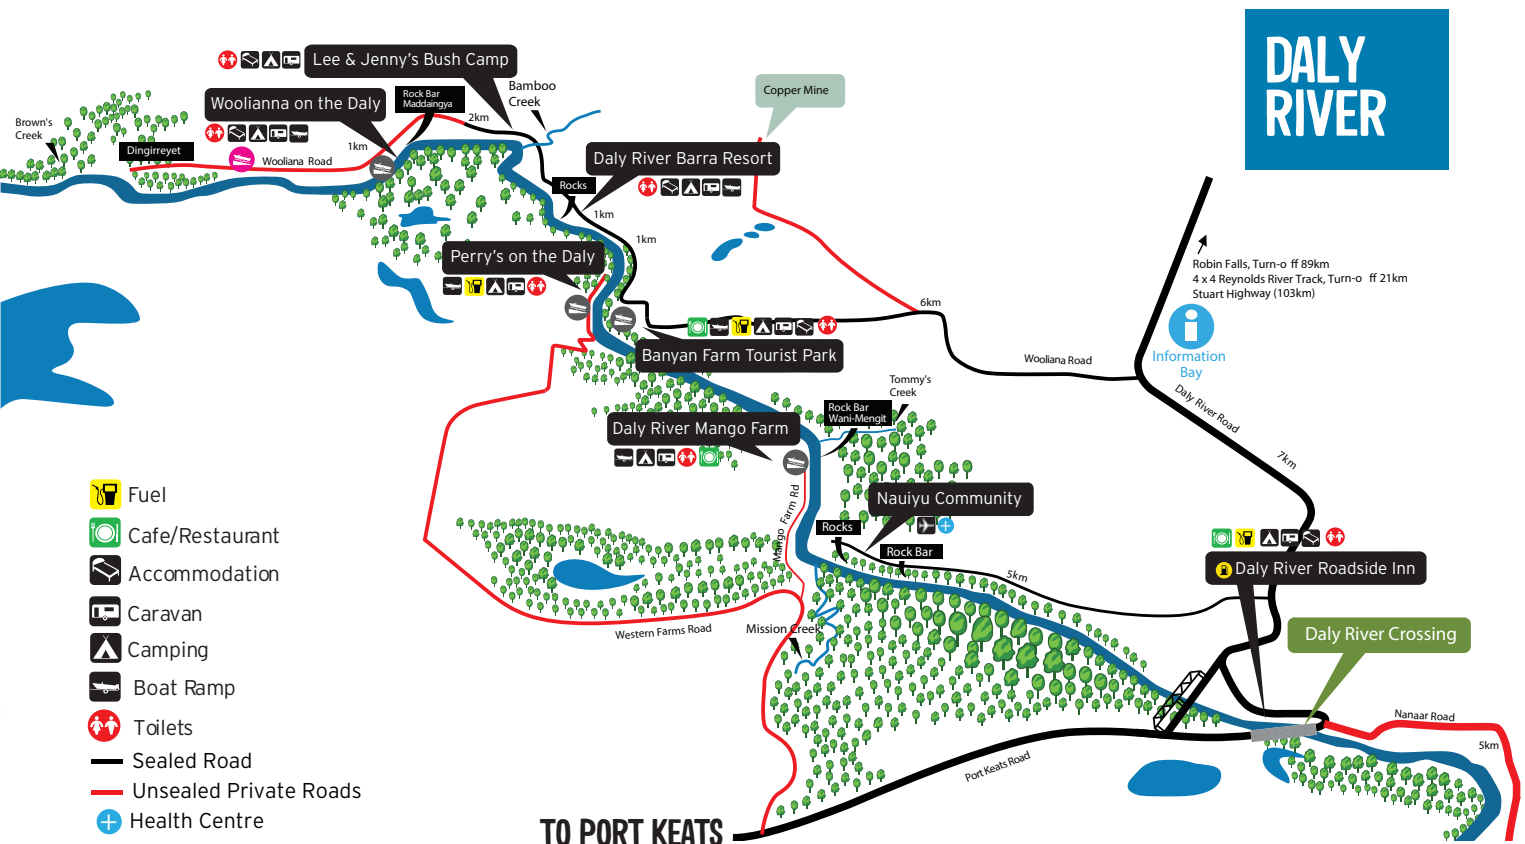 DALY
RIVER
Lee & Jenny's Bush Camp
Woolianna on the Daly
Rock Bar
Maddaingya
2km
Bamboo
Creek
Copper Mine
Brown's
Creek
Dingirreyet
1km
Wooliana Road
Daly River Barra Resort
Rocks
1km
1km
Perry's on the Daly
Robin Falls, Turn-o ff 89km
4 x 4 Reynolds River Track, Turn-o ff 21km
Stuart Highway (103km)
6km
Information
Bay
Banyan Farm Tourist Park
Wooliana Road
Tommy's
Creek
Daly River Road
Rock Bar
Wani-Mengit
Daly River Mango Farm
7km
Nauiyu Community
Mango Farm Rd
Rocks
Rock Bar
5km
Daly River Roadside Inn
Western Farms Road
Mission Creek
Daly River Crossing
Nanaar Road
5km
Port Keats Road
TO PORT KEATS
Fuel
Cafe/Restaurant
Accommodation
Caravan
Camping
Boat Ramp
Toilets
Sealed Road
Unsealed Private Roads
Health Centre